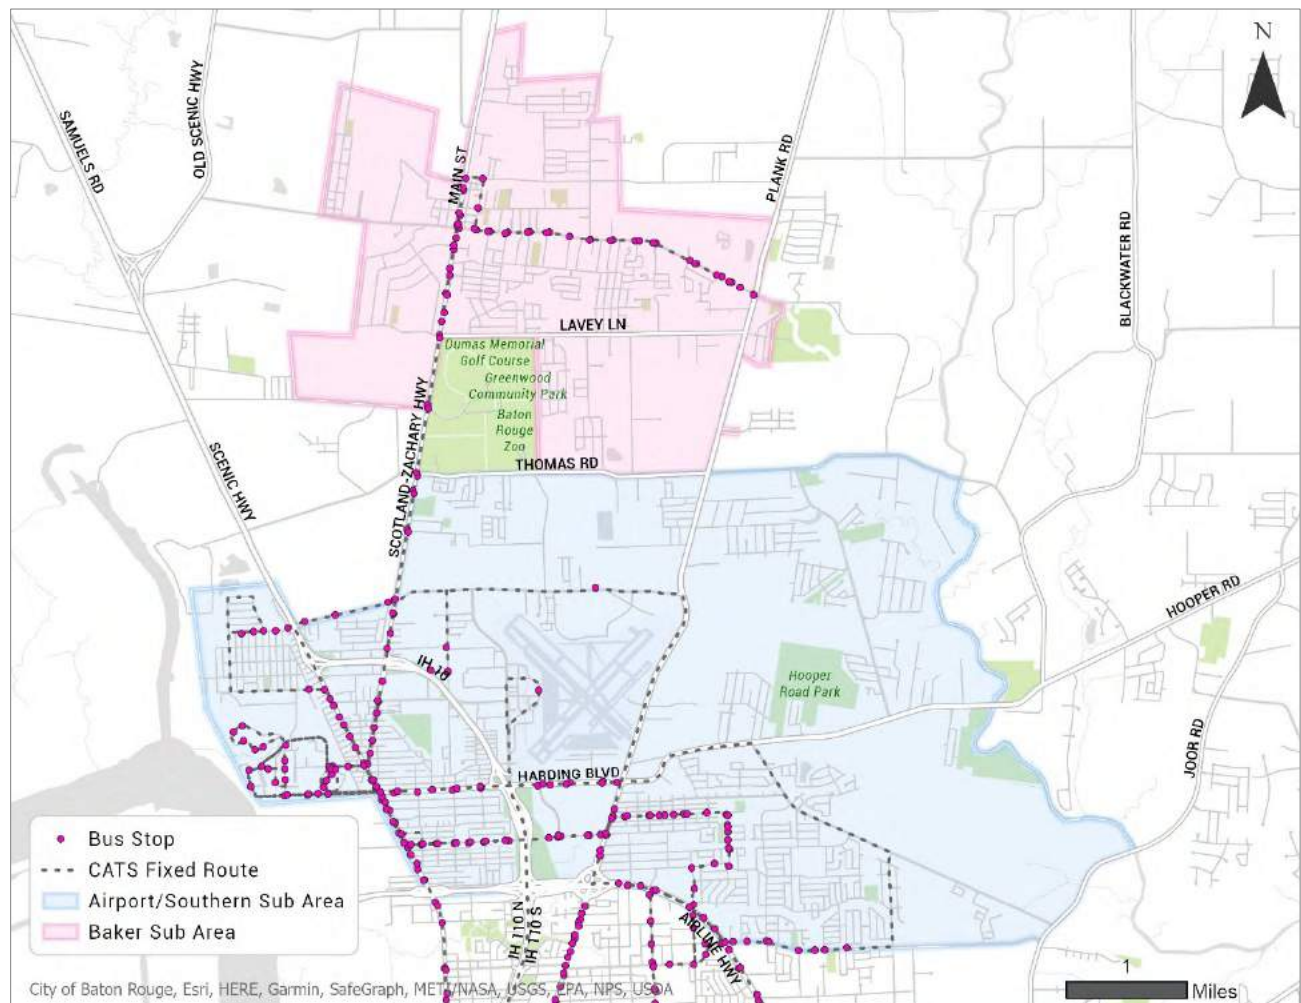 N
SAMUELS RD
OLD SCENIC HWY
MAIN ST
PLANK RD
BLACKWATER RD
LAVEY LN
Dumas Memorial
Golf Course
Greenwood
Community Park
Baton
Rouge
Zoo
THOMAS RD
SCENIC HWY
SCOTLAND-ZACHARY HWY
HOOPER RD
IH 10
Hooper
Road Park
JOOR RD
HARDING BLVD
Bus Stop
CATS Fixed Route
Airport/Southern Sub Area
Baker Sub Area
IH 110 N
IH 110 S
AIRLINE HWY
1
Miles
City of Baton Rouge, Esri, HERE, Garmin, SafeGraph, METI/NASA, USGS, EPA, NPS, USDA